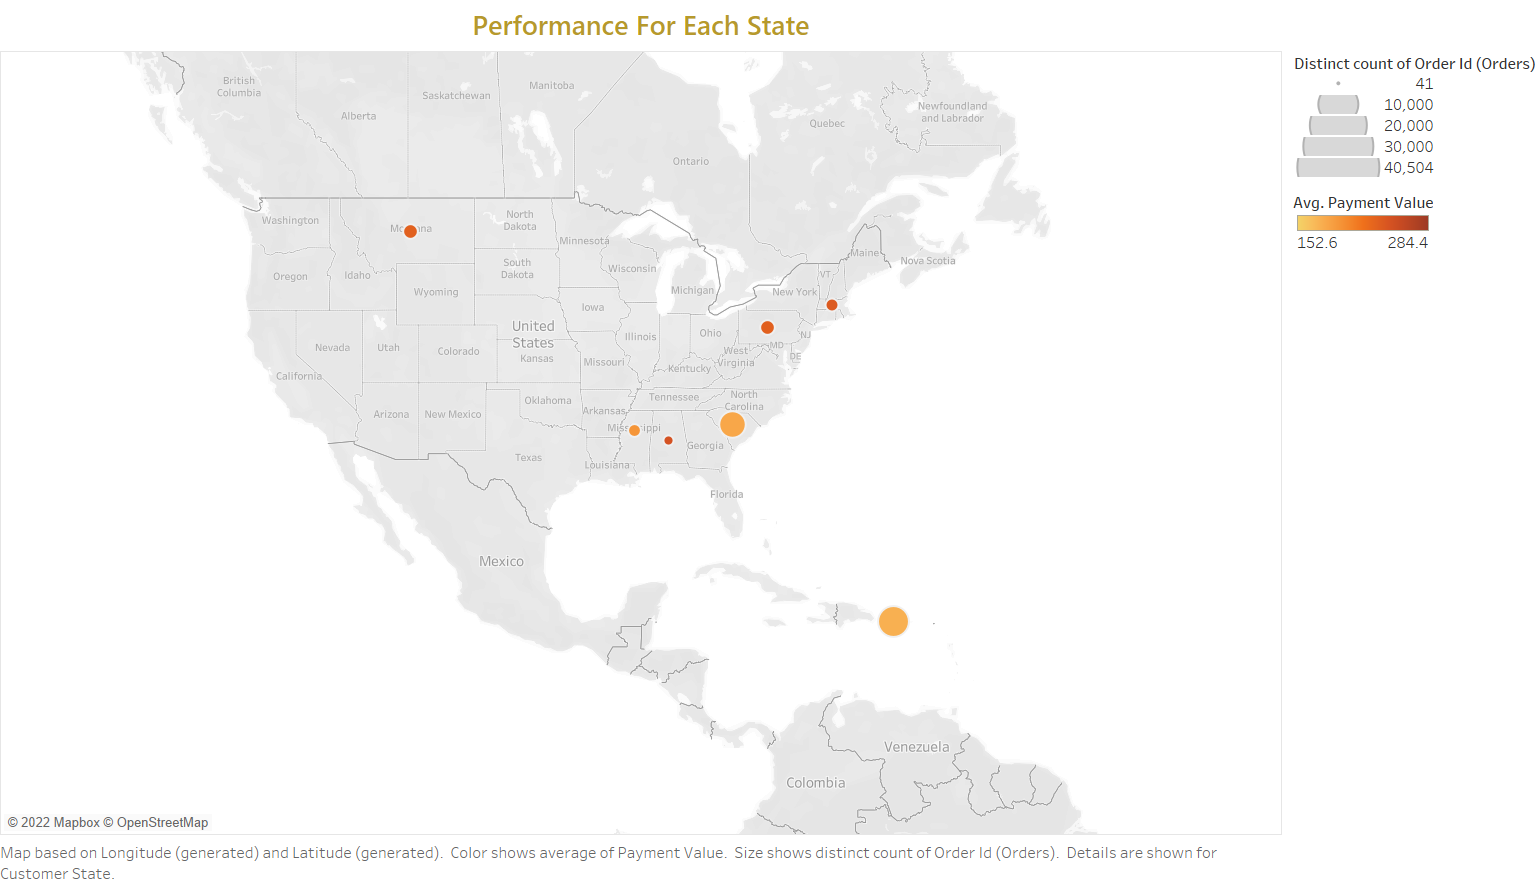 Performance For Each State
Distinct count of Order Id (Orders)
41
10,000
20,000
30,000
40,504
Avg. Payment Value
152.6 284.4
British
Columbia
Alberta
Saskatchewan
Manitoba
Ontario
Quebec
Newfoundland
and Labrador
Washington
North
Dakota
Minnesota
Maine
Nova Scotia
Oregon
Idaho
South
Dakota
Wisconsin
VT
Wyoming
Michigan
New York
Iowa
United
States
Illinois
Ohio
NJ
Nevada
Utah
Colorado
Kansas
Missouri
West
Virginia
MD
DE
Kentucky
California
Arizona
New Mexico
Oklahoma
Arkansas
Tennessee
North
Carolina
Georgia
Texas
Louisiana
Florida
Mexico
Venezuela
Colombia
© 2022 Mapbox © OpenStreetMap
Map based on Longitude (generated) and Latitude (generated). Color shows average of Payment Value. Size shows distinct count of Order Id (Orders). Details are shown for
Customer State.